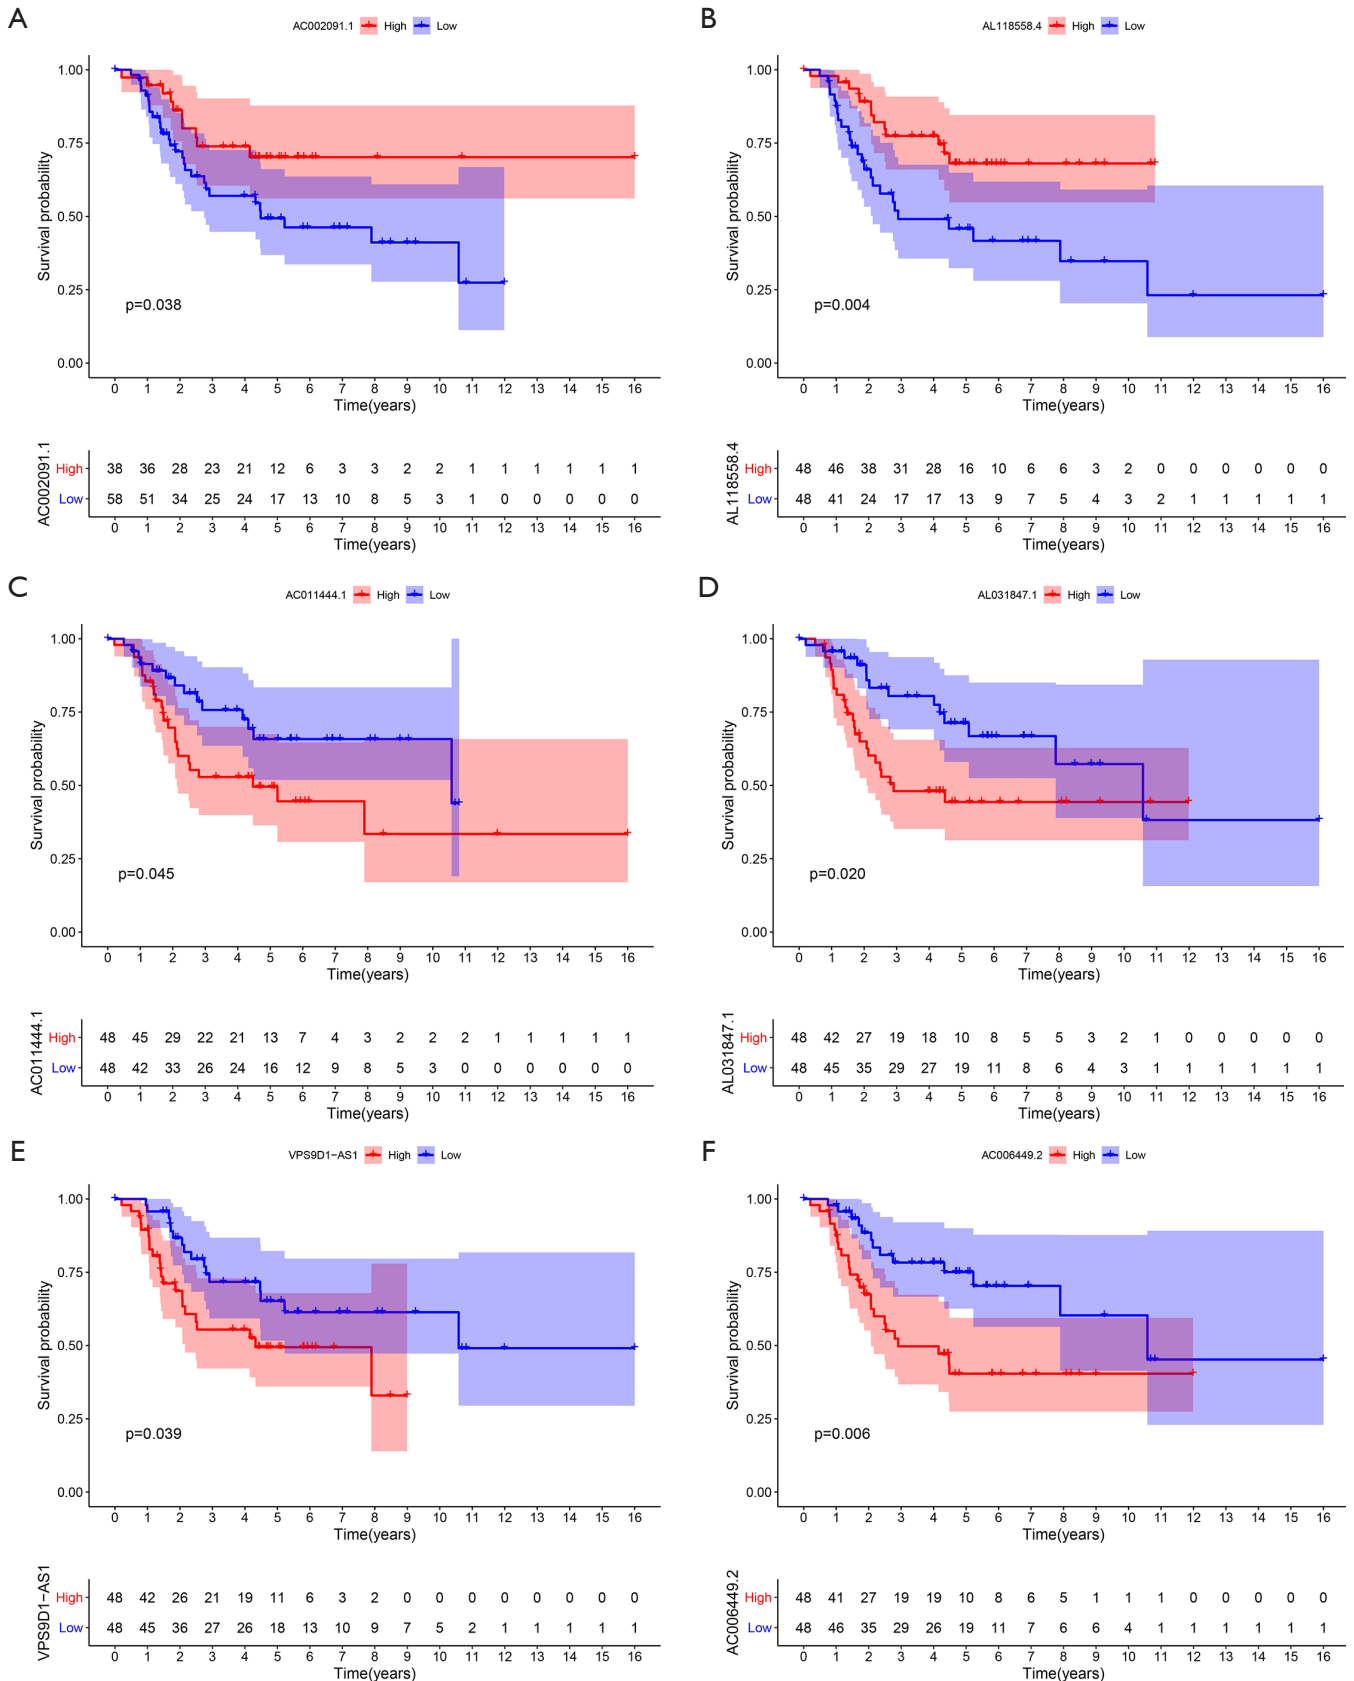 A
AC002091.1 High Low
1.00
0.75
0.50
0.25
0.00
Survival probability
p=0.038
0 1 2 3 4 5 6 7 8 9 10 11 12 13 14 15 16
Time(years)
AC002091.1
High 38 36 28 23 21 12 6 3 3 2 2 1 1 1 1 1 1
Low 58 51 34 25 24 17 13 10 8 5 3 1 0 0 0 0 0
0 1 2 3 4 5 6 7 8 9 10 11 12 13 14 15 16
Time(years)
B
AL118558.4 High Low
1.00
0.75
0.50
0.25
0.00
Survival probability
p=0.004
0 1 2 3 4 5 6 7 8 9 10 11 12 13 14 15 16
Time(years)
AL118558.4
High 48 46 38 31 28 16 10 6 6 3 2 0 0 0 0 0 0
Low 48 41 24 17 17 13 9 7 5 4 3 2 1 1 1 1 1
0 1 2 3 4 5 6 7 8 9 10 11 12 13 14 15 16
Time(years)
C
AC011444.1 High Low
1.00
0.75
0.50
0.25
0.00
Survival probability
p=0.045
0 1 2 3 4 5 6 7 8 9 10 11 12 13 14 15 16
Time(years)
AC011444.1
High 48 45 29 22 21 13 7 4 3 2 2 2 1 1 1 1 1
Low 48 42 33 26 24 16 12 9 8 5 3 0 0 0 0 0 0
0 1 2 3 4 5 6 7 8 9 10 11 12 13 14 15 16
Time(years)
D
AL031847.1 High Low
1.00
0.75
0.50
0.25
0.00
Survival probability
p=0.020
0 1 2 3 4 5 6 7 8 9 10 11 12 13 14 15 16
Time(years)
AL031847.1
High 48 42 27 19 18 10 8 5 5 3 2 1 0 0 0 0 0
Low 48 45 35 29 27 19 11 8 6 4 3 1 1 1 1 1 1
0 1 2 3 4 5 6 7 8 9 10 11 12 13 14 15 16
Time(years)
E
VPS9D1−AS1 High Low
1.00
0.75
0.50
0.25
0.00
Survival probability
p=0.039
0 1 2 3 4 5 6 7 8 9 10 11 12 13 14 15 16
Time(years)
VPS9D1−AS1
High 48 42 26 21 19 11 6 3 2 0 0 0 0 0 0 0 0
Low 48 45 36 27 26 18 13 10 9 7 5 2 1 1 1 1 1
0 1 2 3 4 5 6 7 8 9 10 11 12 13 14 15 16
Time(years)
F
AC006449.2 High Low
1.00
0.75
0.50
0.25
0.00
Survival probability
p=0.006
0 1 2 3 4 5 6 7 8 9 10 11 12 13 14 15 16
Time(years)
AC006449.2
High 48 41 27 19 19 10 8 6 5 1 1 1 0 0 0 0 0
Low 48 46 35 29 26 19 11 7 6 6 4 1 1 1 1 1 1
0 1 2 3 4 5 6 7 8 9 10 11 12 13 14 15 16
Time(years)